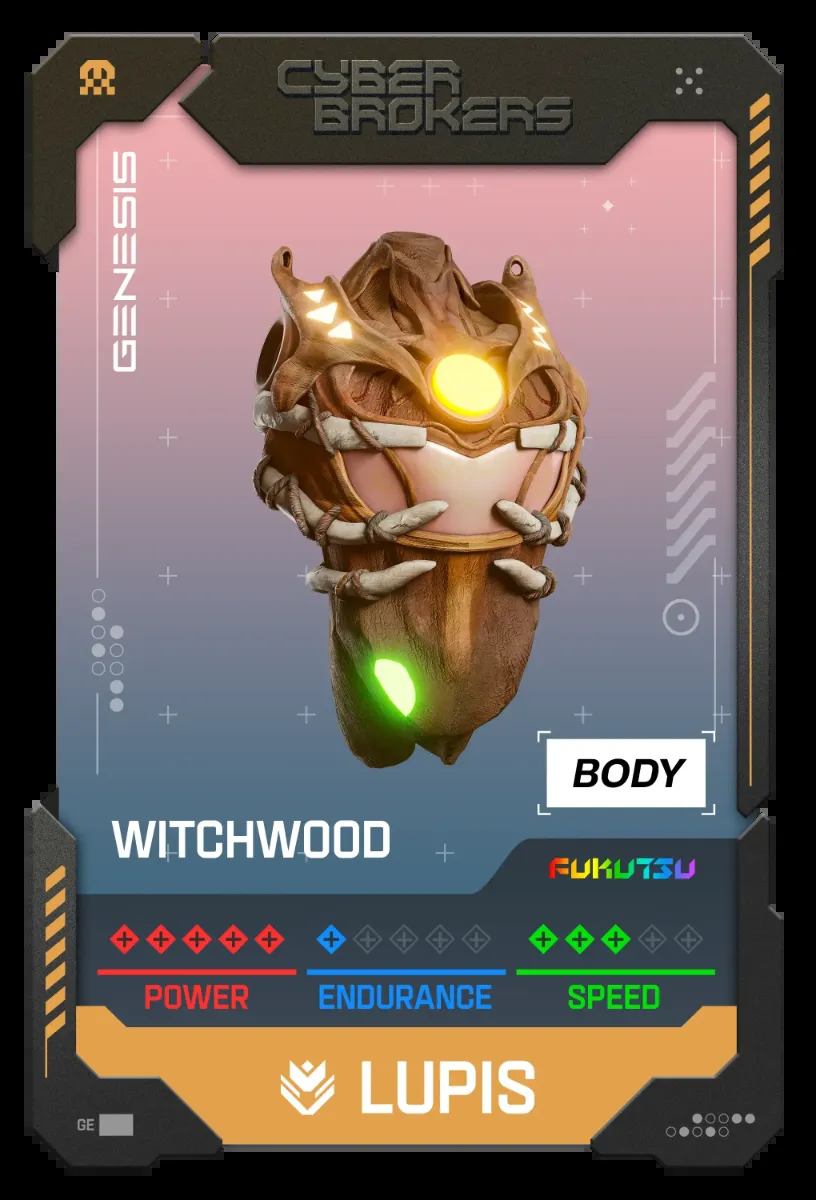 CYBER
BROKERS
GENESIS
BODY
WITCHWOOD
FUKUTSU
POWER
ENDURANCE
SPEED
LUPIS
GE